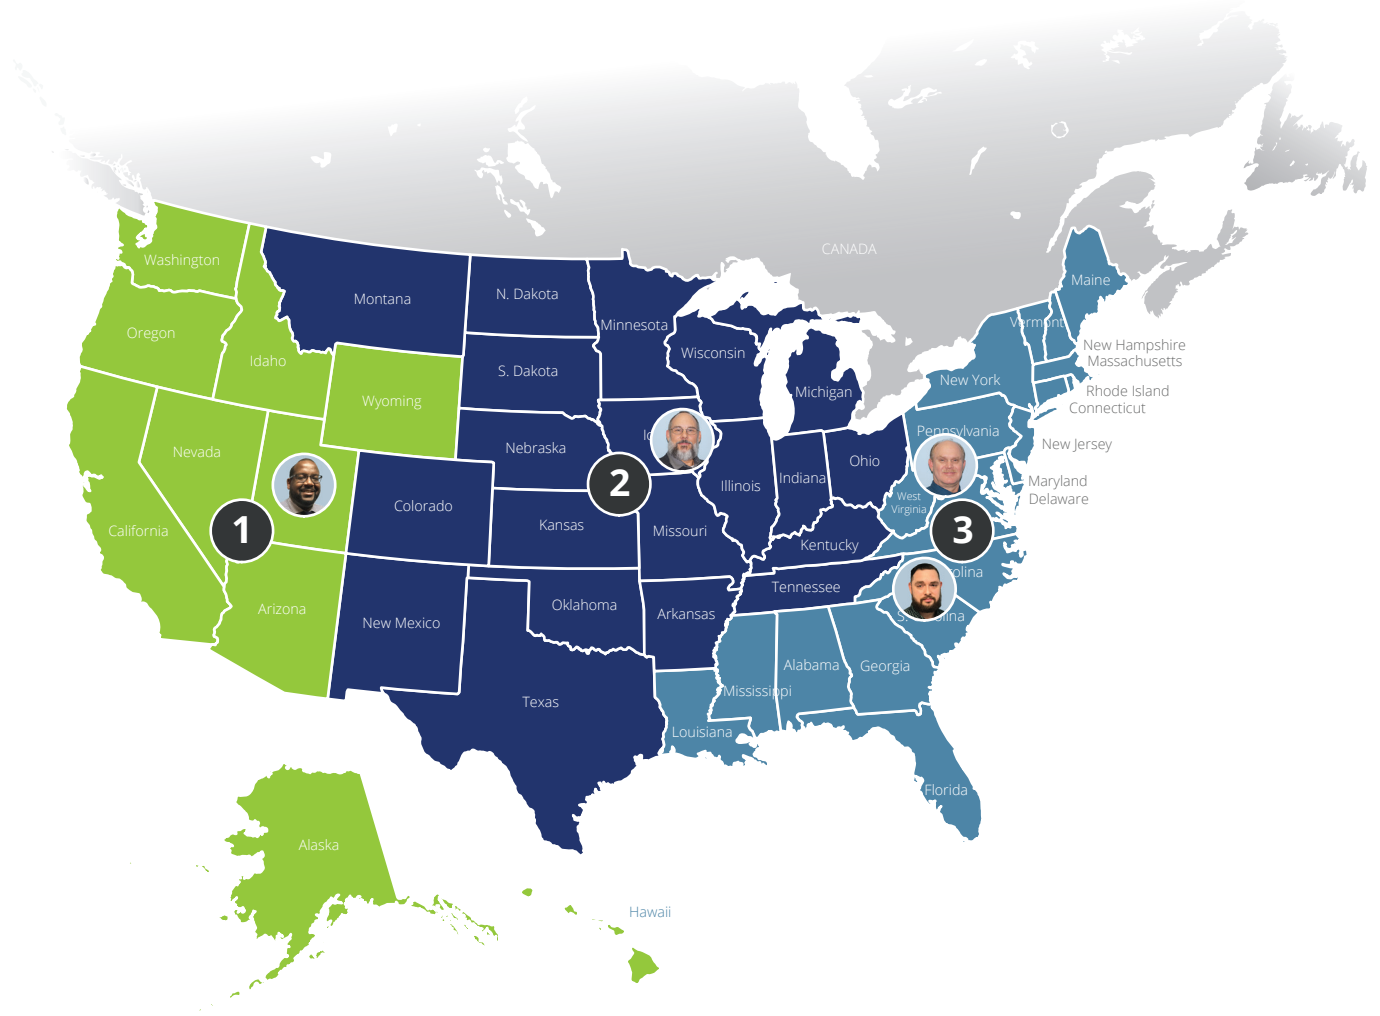 CANADA
Washington
Maine
Montana
N. Dakota
Minnesota
Vermont
Oregon
New Hampshire
Wisconsin
Idaho
Massachusetts
S. Dakota
New York
Michigan
Rhode Island
Wyoming
Connecticut
Pennsylvania
New Jersey
Nebraska
Nevada
Ohio
Indiana
Maryland
2
Illinois
West
Virginia
Delaware
Colorado
Kansas
1
California
Missouri
3
Kentucky
Tennessee
Oklahoma
Arizona
Arkansas
New Mexico
Alabama
Georgia
Mississippi
Texas
Louisiana
Florida
Alaska
Hawaii